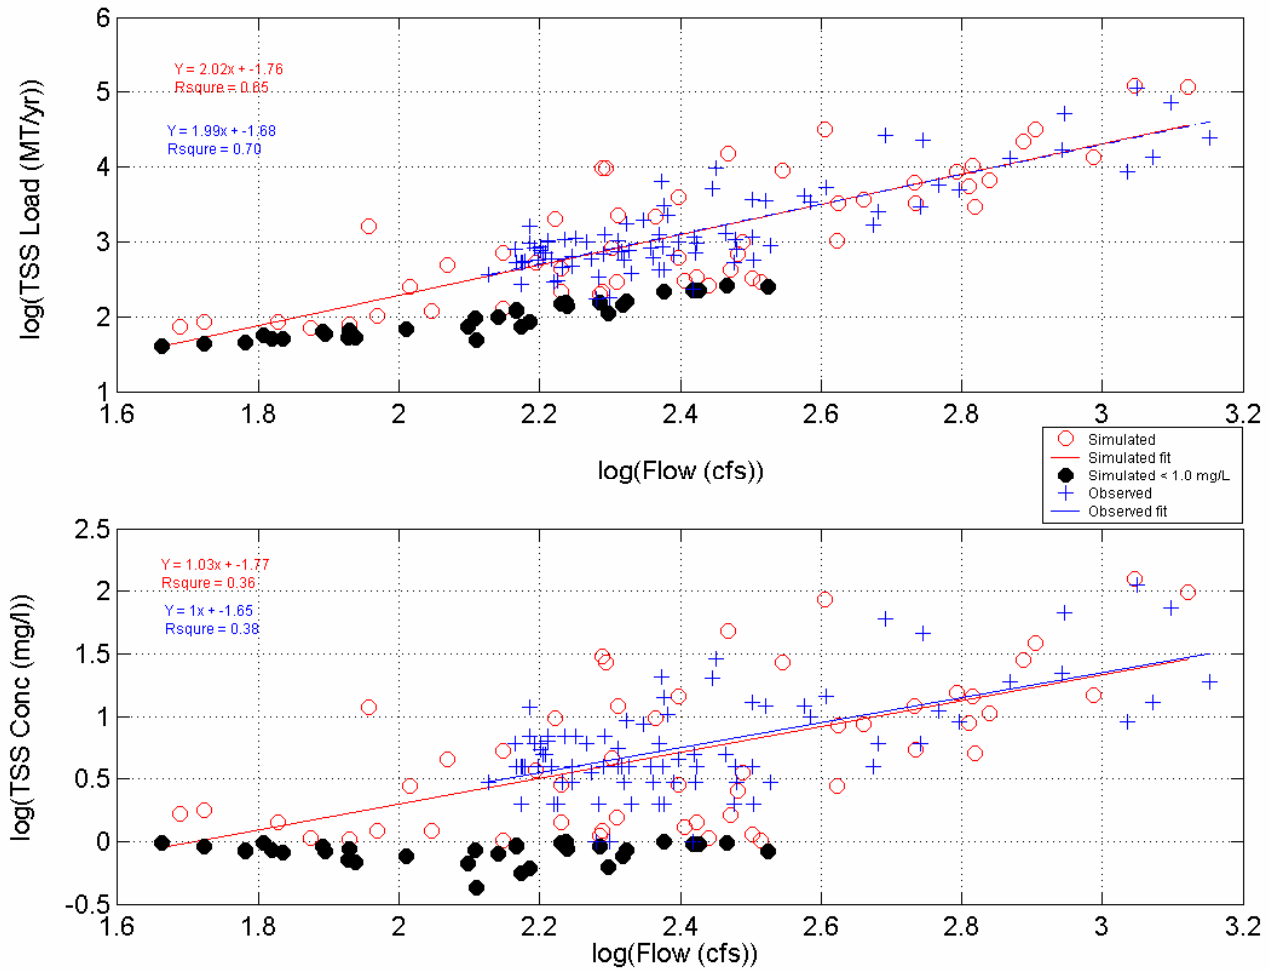 6
5
4
3
2
1
log(TSS Load (MT/yr))
Y = 2.02x + -1.76
Rsqure = 0.65
Y = 1.99x + -1.68
Rsqure = 0.70
1.6 1.8 2 2.2 2.4 2.6 2.8 3 3.2
log(Flow (cfs))
Simulated
Simulated fit
Simulated < 1.0 mg/L
Observed
Observed fit
2.5
2
1.5
1
0.5
0
-0.5
log(TSS Conc (mg/l))
Y = 1.03x + -1.77
Rsqure = 0.36
Y = 1x + -1.65
Rsqure = 0.38
1.6 1.8 2 2.2 2.4 2.6 2.8 3 3.2
log(Flow (cfs))